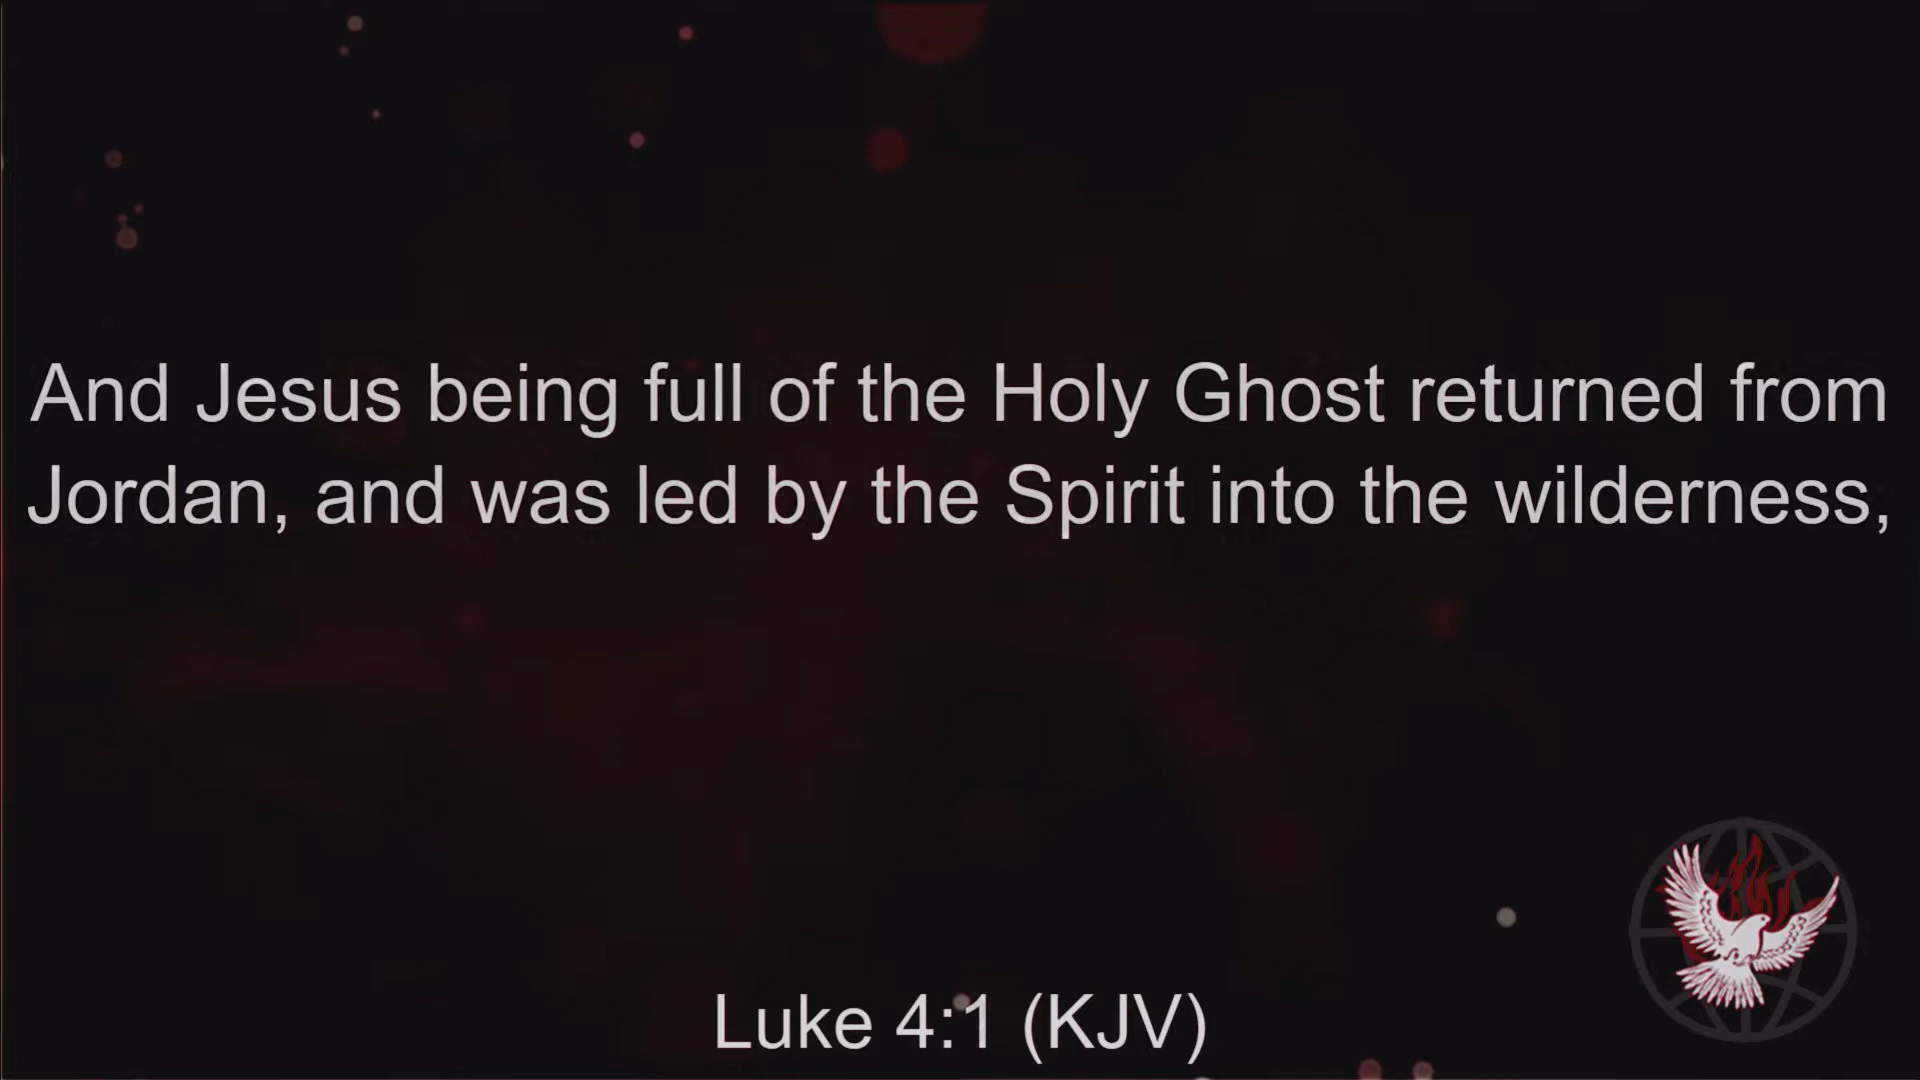 And Jesus being full of the Holy Ghost returned from
Jordan, and was led by the Spirit into the wilderness,
Luke 4:1 (KJV)